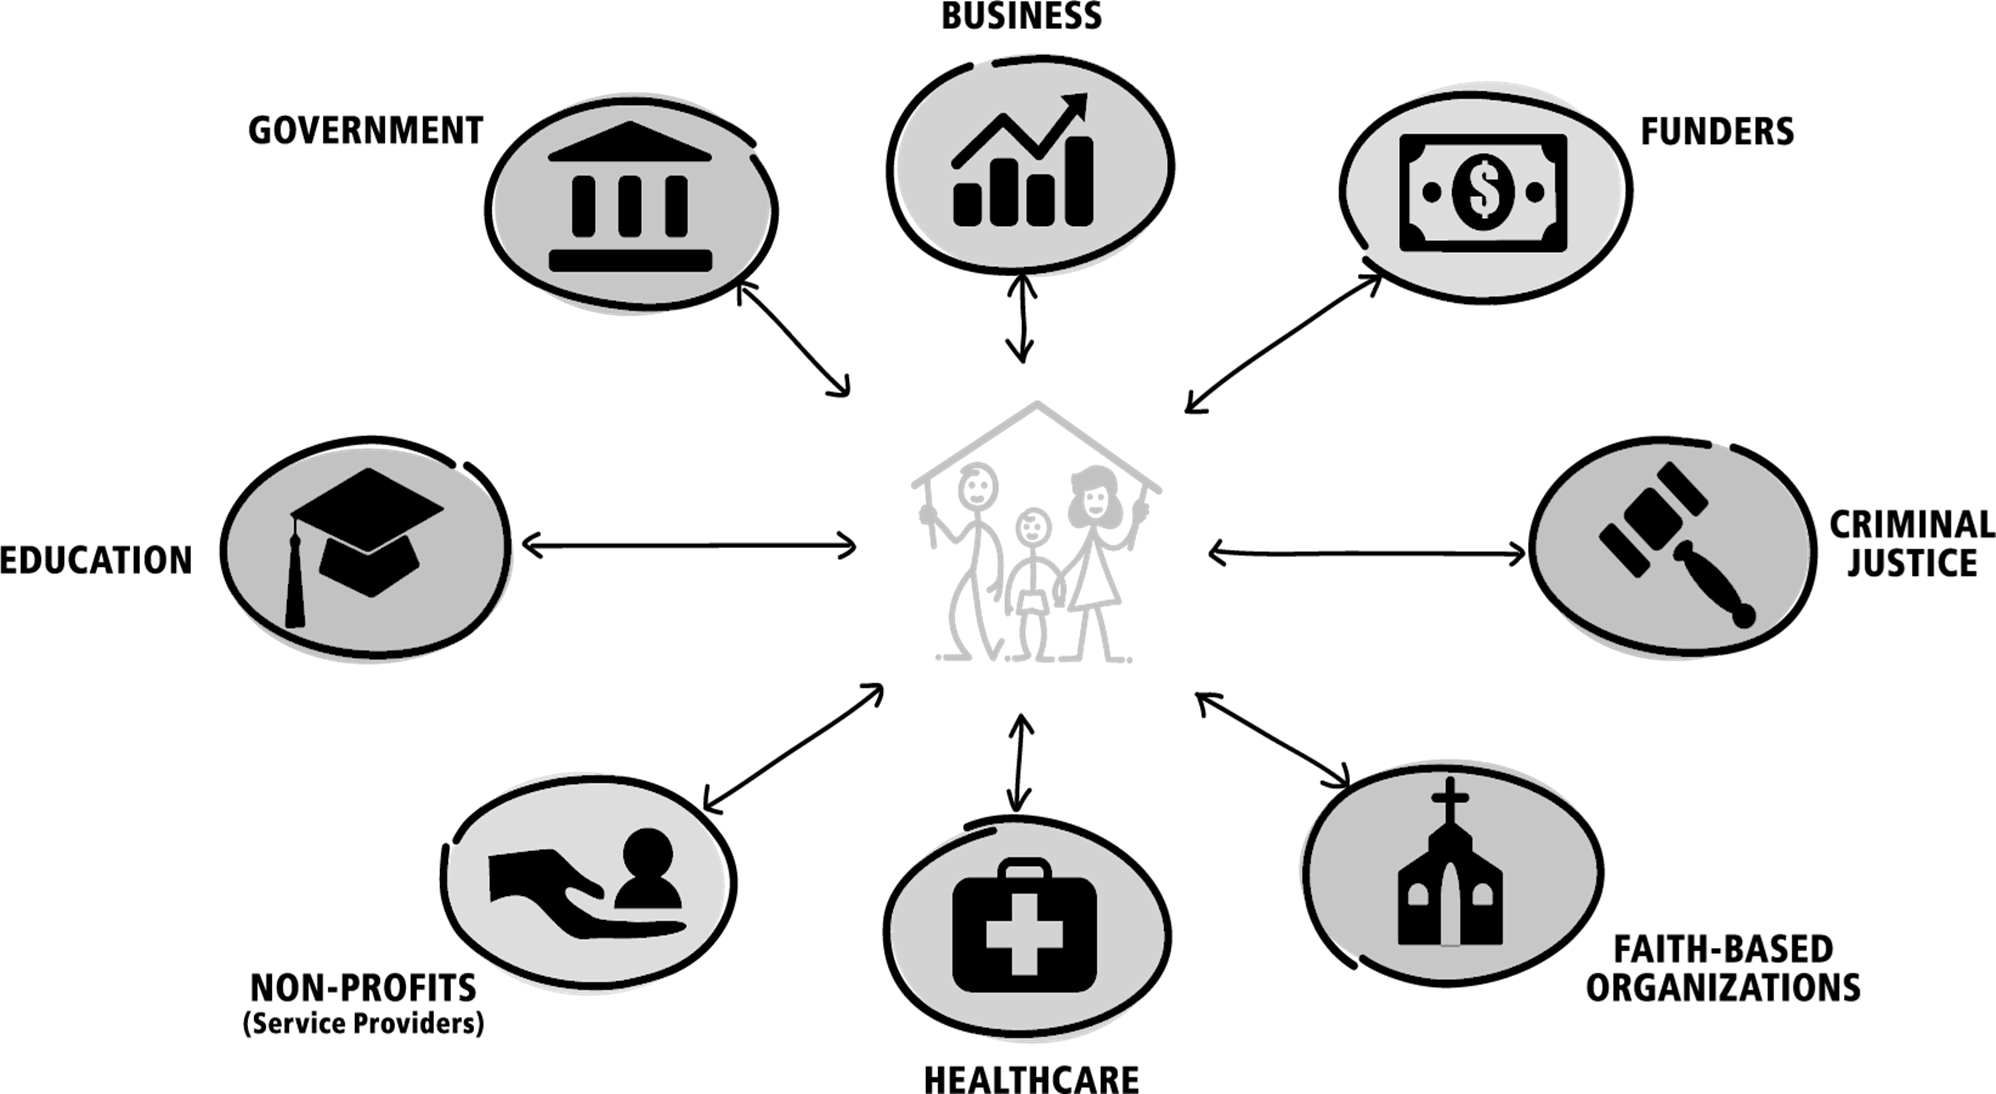 BUSINESS
GOVERNMENT
FUNDERS
$
CRIMINAL
JUSTICE
EDUCATION
FAITH-BASED
ORGANIZATIONS
NON-PROFITS
(Service Providers)
HEALTHCARE